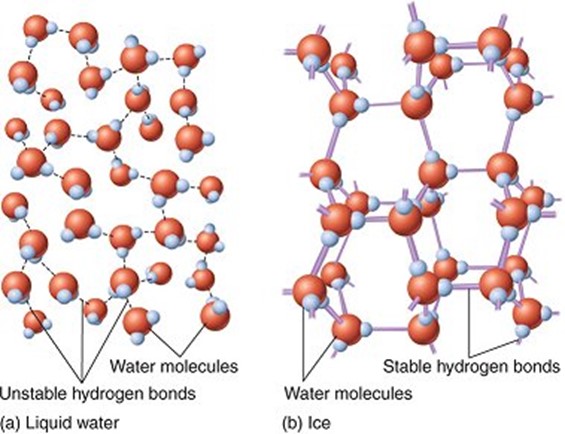 Water molecules
Unstable hydrogen bonds
(a) Liquid water
Stable hydrogen bonds
Water molecules
(b) Ice